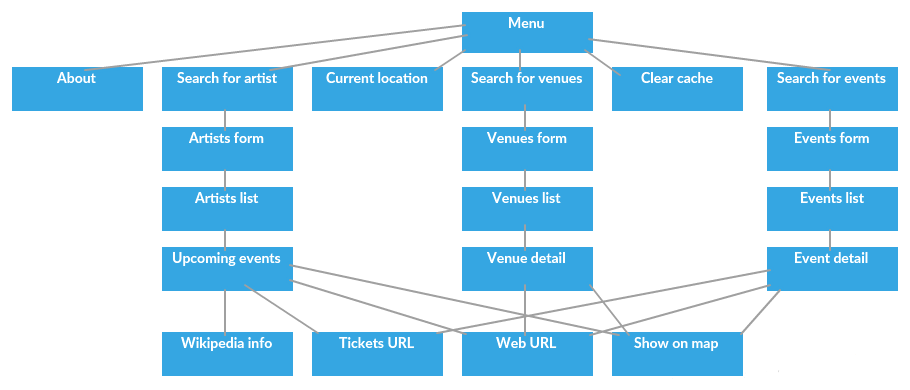 Menu
About
Search for artist
Current location
Search for venues
Clear cache
Search for events
Artists form
Venues form
Events form
Artists list
Venues list
Events list
Upcoming events
Venue detail
Event detail
Wikipedia info
Tickets URL
Web URL
Show on map